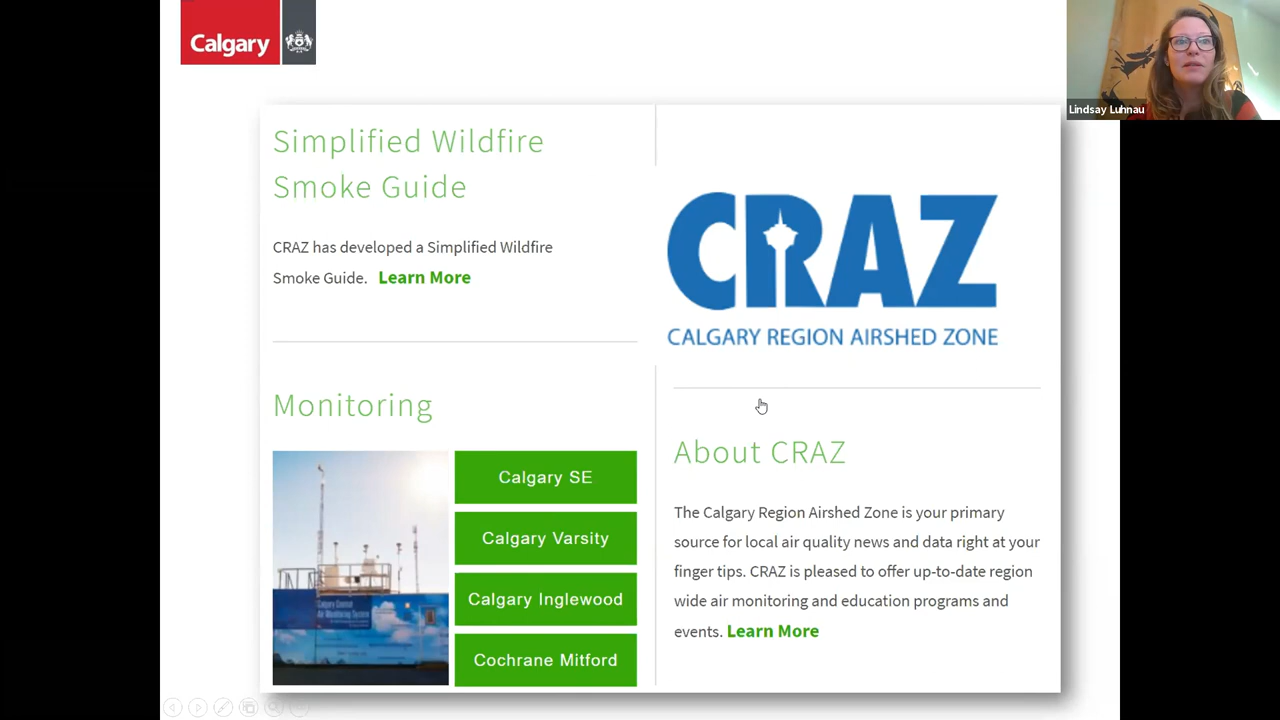 Calgary
Lindsay Luhnau
Simplified Wildfire
Smoke Guide
CRAZ has developed a Simplified Wildfire
Smoke Guide. Learn More
CRAZ
CALGARY REGION AIRSHED ZONE
Monitoring
Calgary SE
Calgary Varsity
Calgary Inglewood
Cochrane Mitford
About CRAZ
The Calgary Region Airshed Zone is your primary
source for local air quality news and data right at your
finger tips. CRAZ is pleased to offer up-to-date region
wide air monitoring and education programs and
events. Learn More